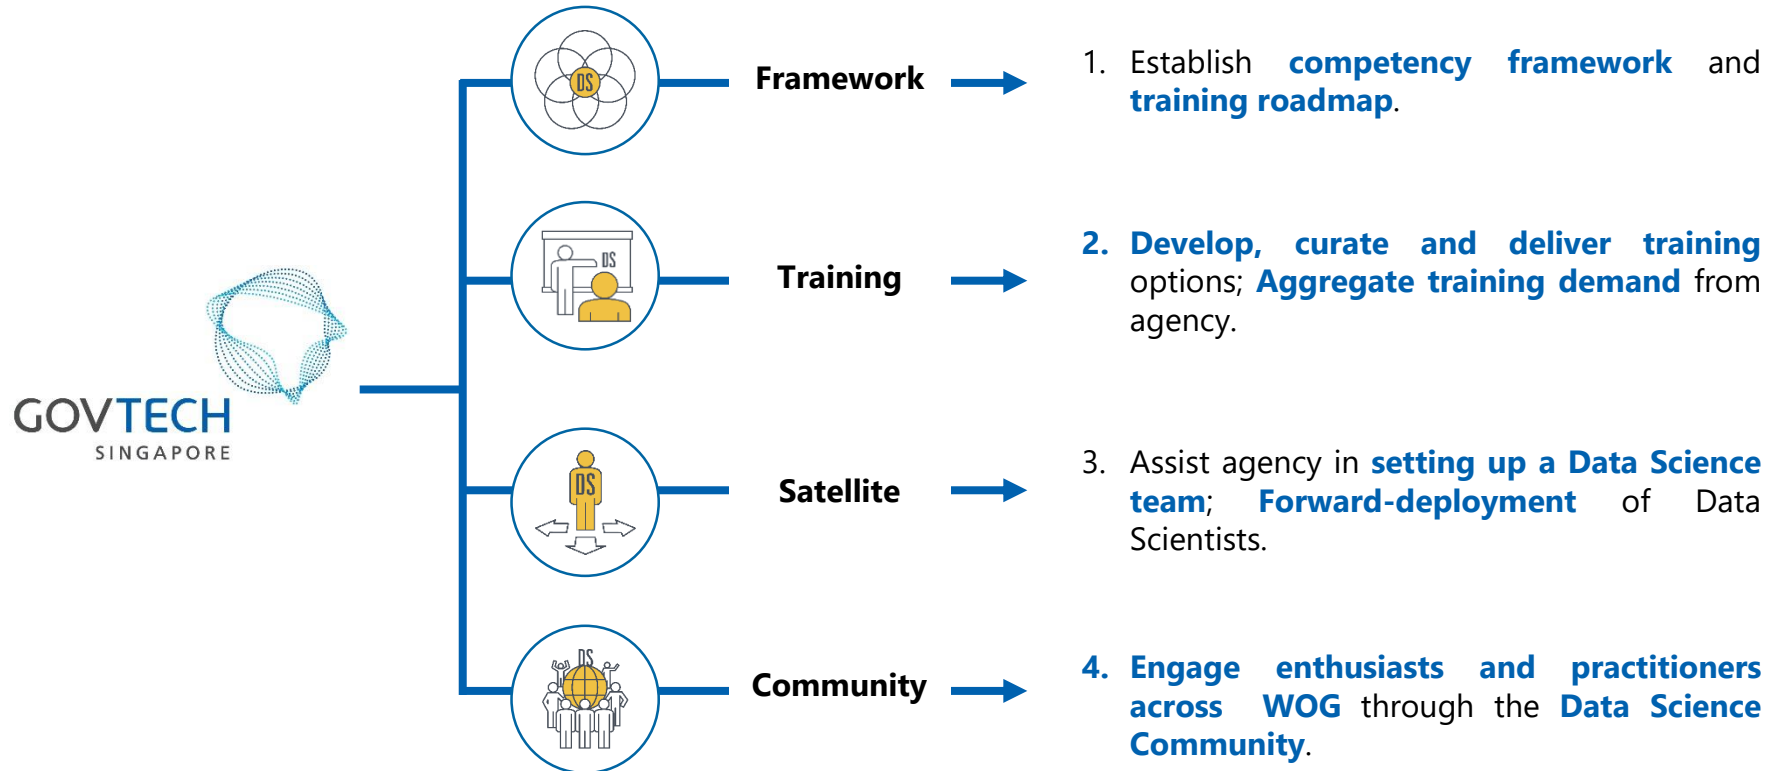 DS
Framework
1. Establish competency framework and
training roadmap.
DS
Training
2. Develop, curate and deliver training
options; Aggregate training demand from
agency.
GOVTECH
SINGAPORE
DS
Satellite
3. Assist agency in setting up a Data Science
team; Forward-deployment of Data
Scientists.
DS
Community
4. Engage enthusiasts and practitioners
across WOG through the Data Science
Community.